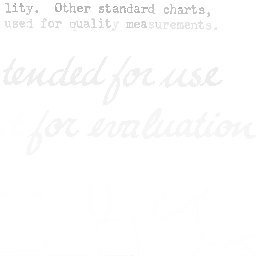 lity. Other standard charts,
used for quality measurements.
tended for use
for evaluation